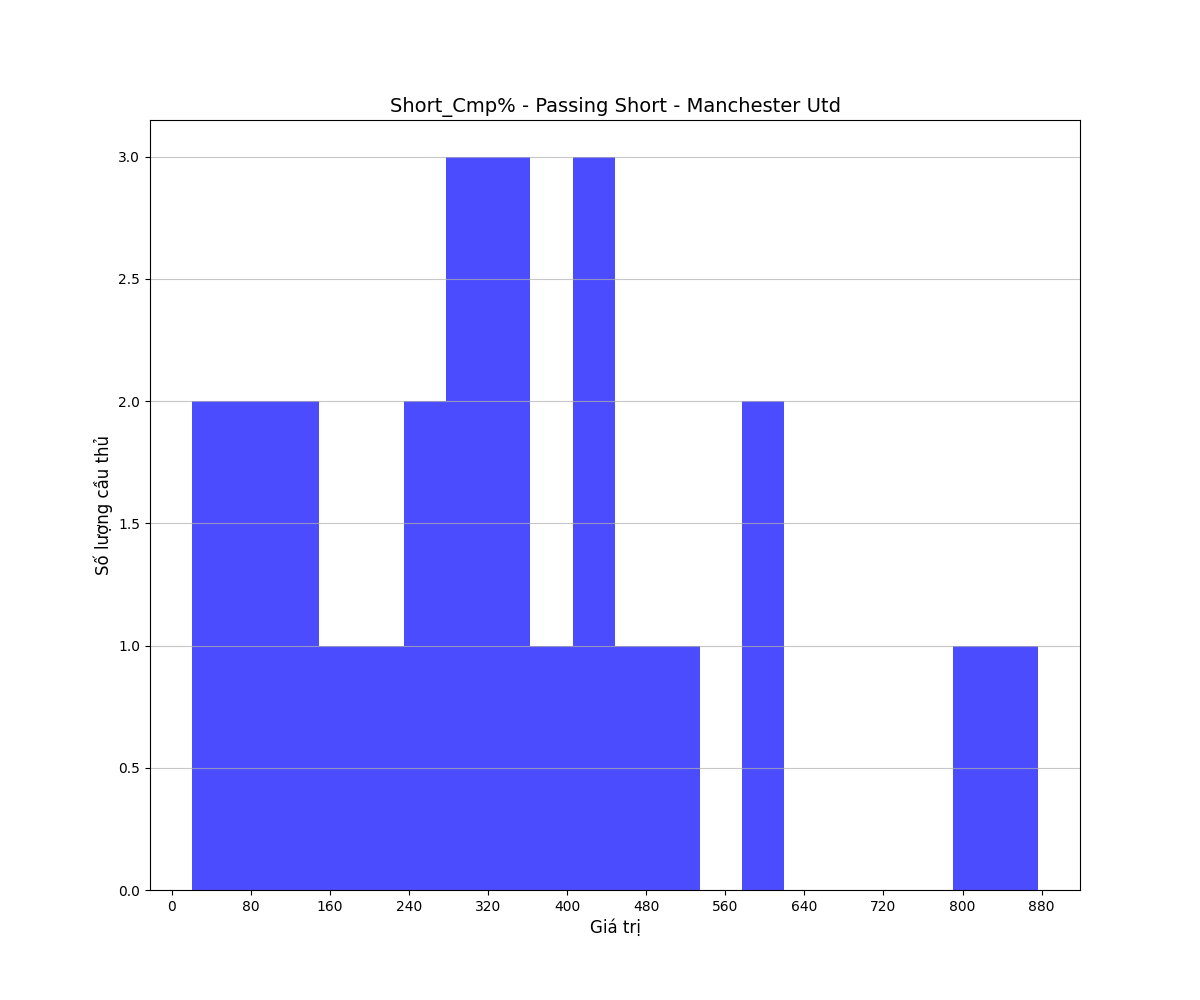 Short_Cmp% - Passing Short - Manchester Utd
3.0
2.5
2.0
1.5
1.0
0.5
0.0
Số lượng cầu thủ
0 80 160 240 320 400 480 560 640 720 800 880
Giá trị